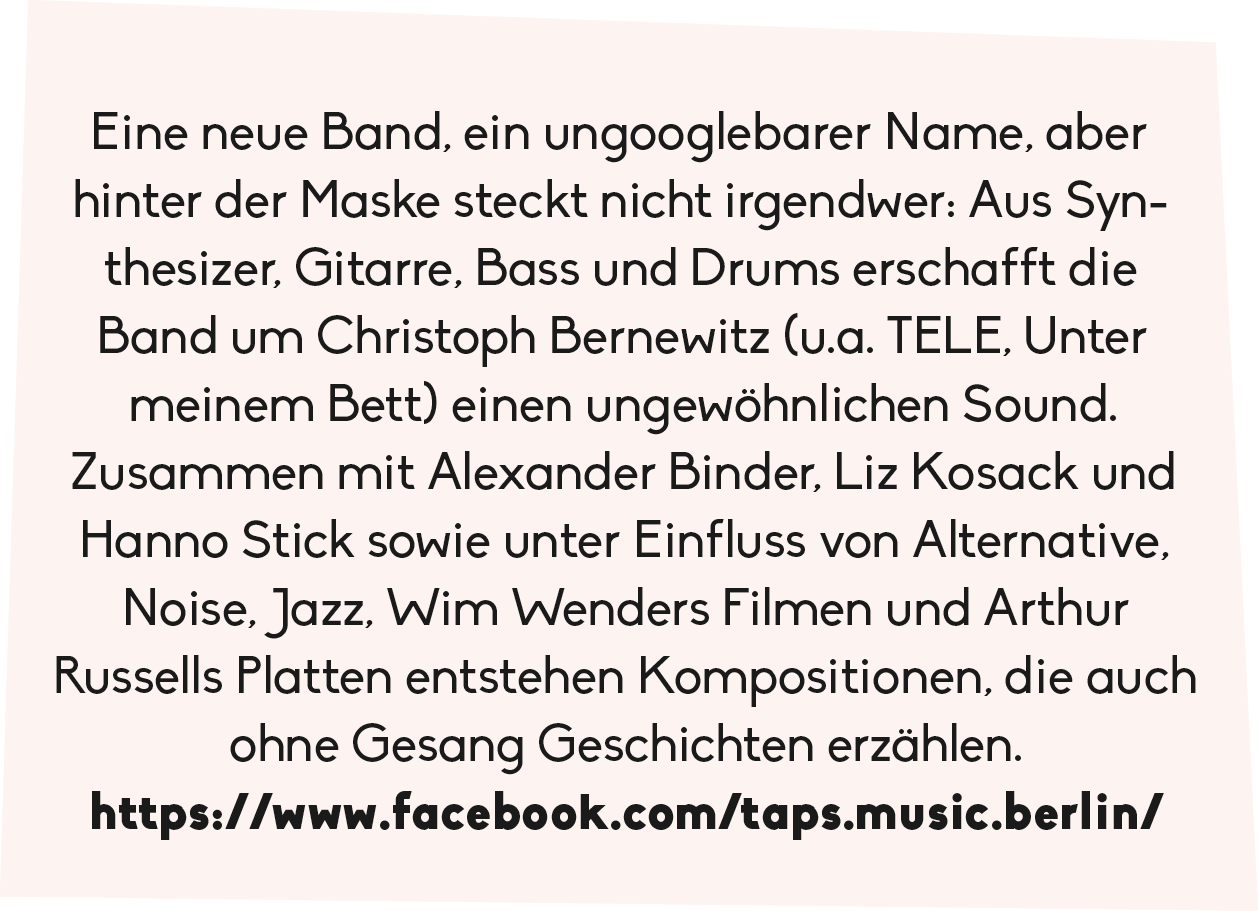 Eine neue Band, ein ungooglebarer Name, aber
hinter der Maske steckt nicht irgendwer: Aus Syn-
thesizer, Gitarre, Bass und Drums erschafft die
Band um Christoph Bernewitz (u.a. TELE, Unter
meinem Bett) einen ungewöhnlichen Sound.
Zusammen mit Alexander Binder, Liz Kosack und
Hanno Stick sowie unter Einfluss von Alternative,
Noise, Jazz, Wim Wenders Filmen und Arthur
Russells Platten entstehen Kompositionen, die auch
ohne Gesang Geschichten erzählen.
https://www.facebook.com/taps.music.berlin/